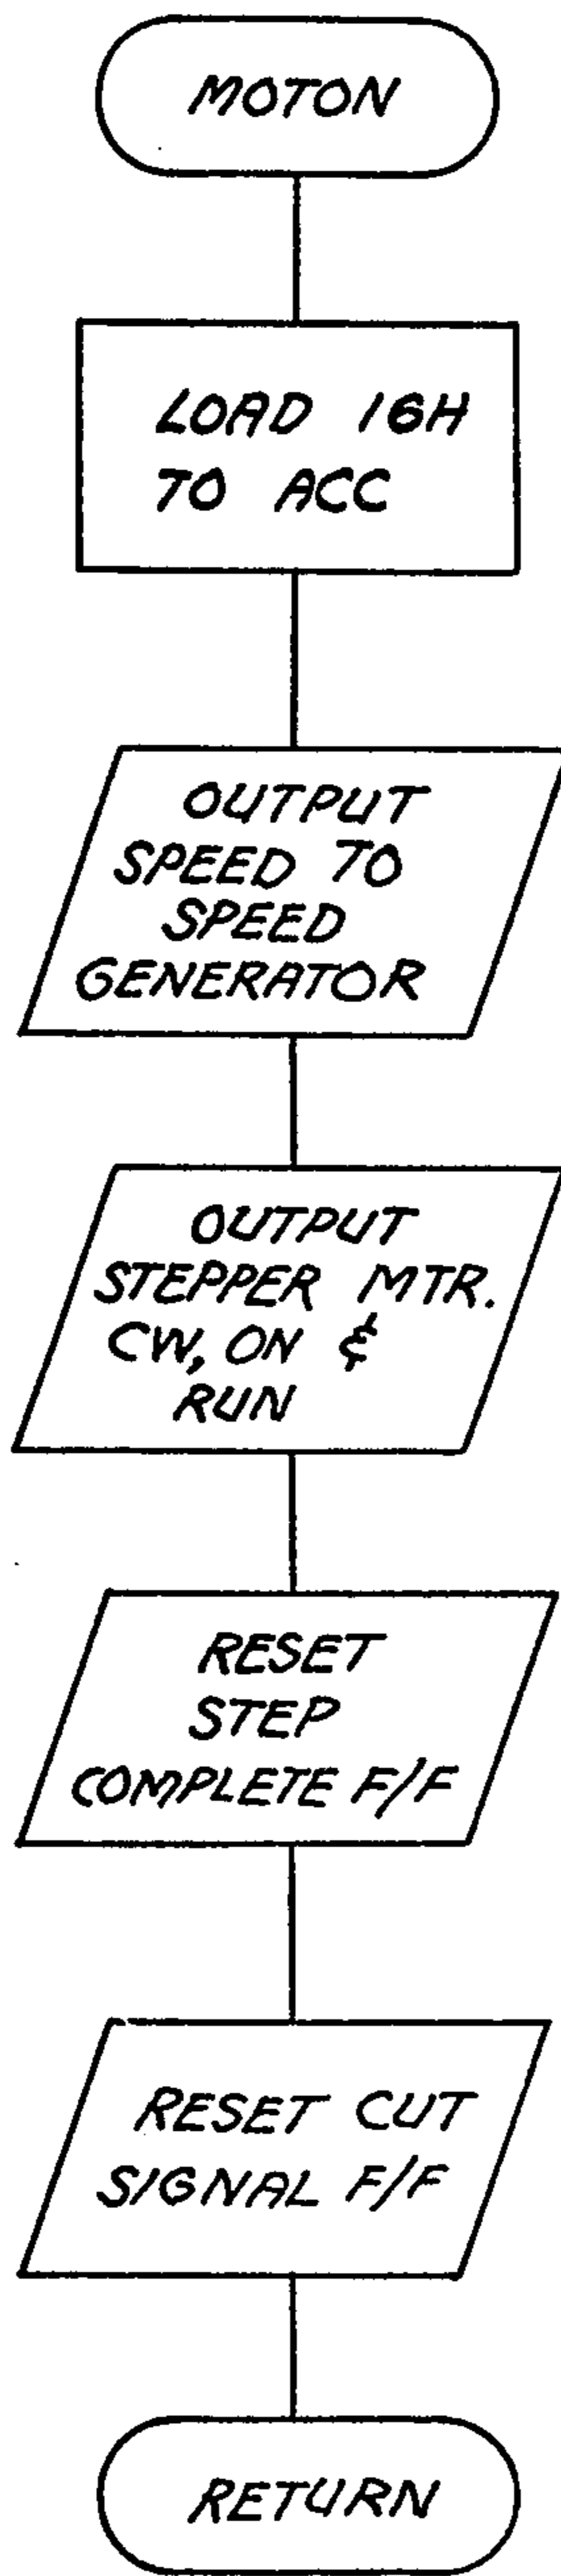 MOTON
LOAD 16H
TO ACC
OUTPUT
SPEED TO
SPEED
GENERATOR
OUTPUT
STEPPER MTR.
CW, ON &
RUN
RESET
STEP
COMPLETE F/F
RESET CUT
SIGNAL F/F
RETURN